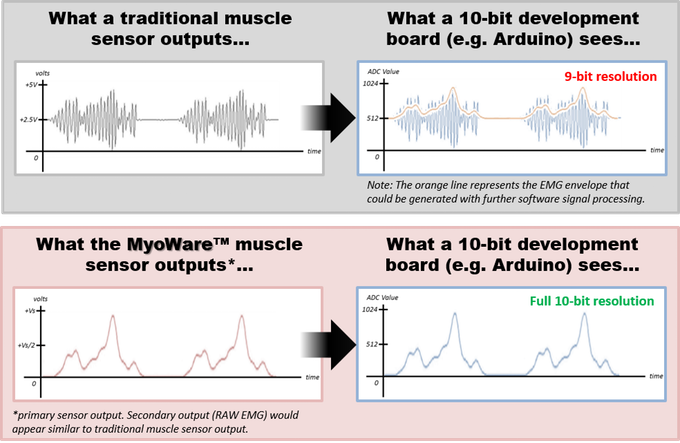 What a traditional muscle
sensor outputs...
What a 10-bit development
board (e.g. Arduino) sees...
volts
+5V
+2.5V
0
time
ADC Value
9-bit resolution
1024
512
0
time
Note: The orange line represents the EMG envelope that
could be generated with further software signal processing.
What the MyoWare™ muscle
sensor outputs*...
What a 10-bit development
board (e.g. Arduino) sees...
volts
+Vs
+Vs/2
0
time
ADC Value
Full 10-bit resolution
1024
512
0
time
*primary sensor output. Secondary output (RAW EMG) would
appear similar to traditional muscle sensor output.